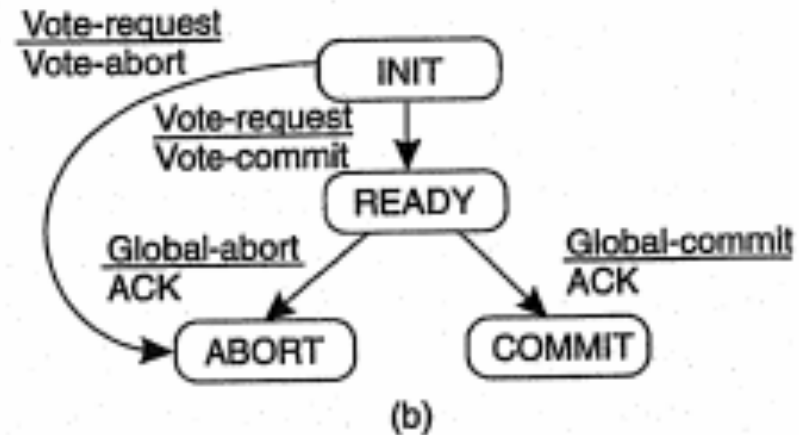 Vote-request
Vote-abort
INIT
Vote-request
Vote-commit
READY
Global-abort
ACK
Global-commit
ACK
ABORT
COMMIT
(b)